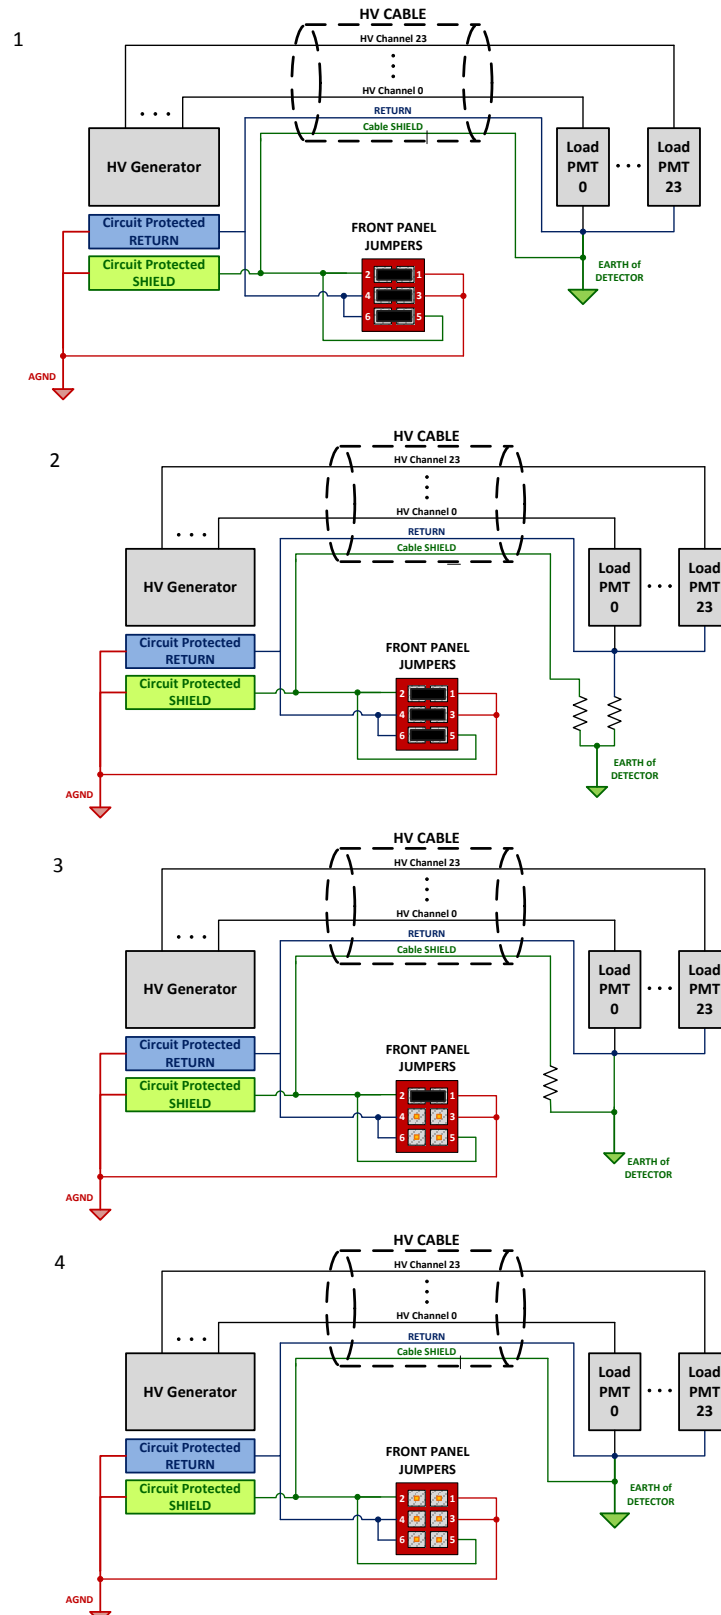 1
HV CABLE
HV Channel 23
HV Channel 0
RETURN
Cable SHIELD
HV Generator
Load
PMT
0
Load
PMT
23
Circuit Protected
RETURN
Circuit Protected
SHIELD
FRONT PANEL
JUMPERS
2 1
4 3
6 5
EARTH of
DETECTOR
AGND
2
HV CABLE
HV Channel 23
HV Channel 0
RETURN
Cable SHIELD
HV Generator
Load
PMT
0
Load
PMT
23
Circuit Protected
RETURN
Circuit Protected
SHIELD
FRONT PANEL
JUMPERS
2 1
4 3
6 5
EARTH of
DETECTOR
AGND
3
HV CABLE
HV Channel 23
HV Channel 0
RETURN
Cable SHIELD
HV Generator
Load
PMT
0
Load
PMT
23
Circuit Protected
RETURN
Circuit Protected
SHIELD
FRONT PANEL
JUMPERS
2 1
4 3
6 5
EARTH of
DETECTOR
AGND
4
HV CABLE
HV Channel 23
HV Channel 0
RETURN
Cable SHIELD
HV Generator
Load
PMT
0
Load
PMT
23
Circuit Protected
RETURN
Circuit Protected
SHIELD
FRONT PANEL
JUMPERS
2 1
4 3
6 5
EARTH of
DETECTOR
AGND